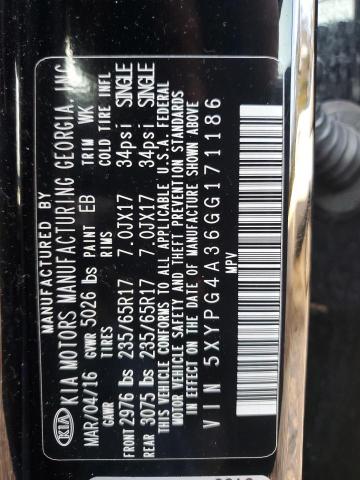 MANUFACTURED BY
KIA KIA MOTORS MANUFACTURING GEORGIA, INC.
MAR/04/16 GVWR 5026 lbs PAINT EB TRIM WK
GAWR TIRES RIMS COLD TIRE INFL
FRONT 2976 lbs 235/65R17 7.0JX17 34psi SINGLE
REAR 3075 lbs 235/65R17 7.0JX17 34psi SINGLE
THIS VEHICLE CONFORMS TO ALL APPLICABLE U.S.A. FEDERAL
MOTOR VEHICLE SAFETY AND THEFT PREVENTION STANDARDS
IN EFFECT ON THE DATE OF MANUFACTURE SHOWN ABOVE.
VIN 5XYPG4A36GG171186
MPV